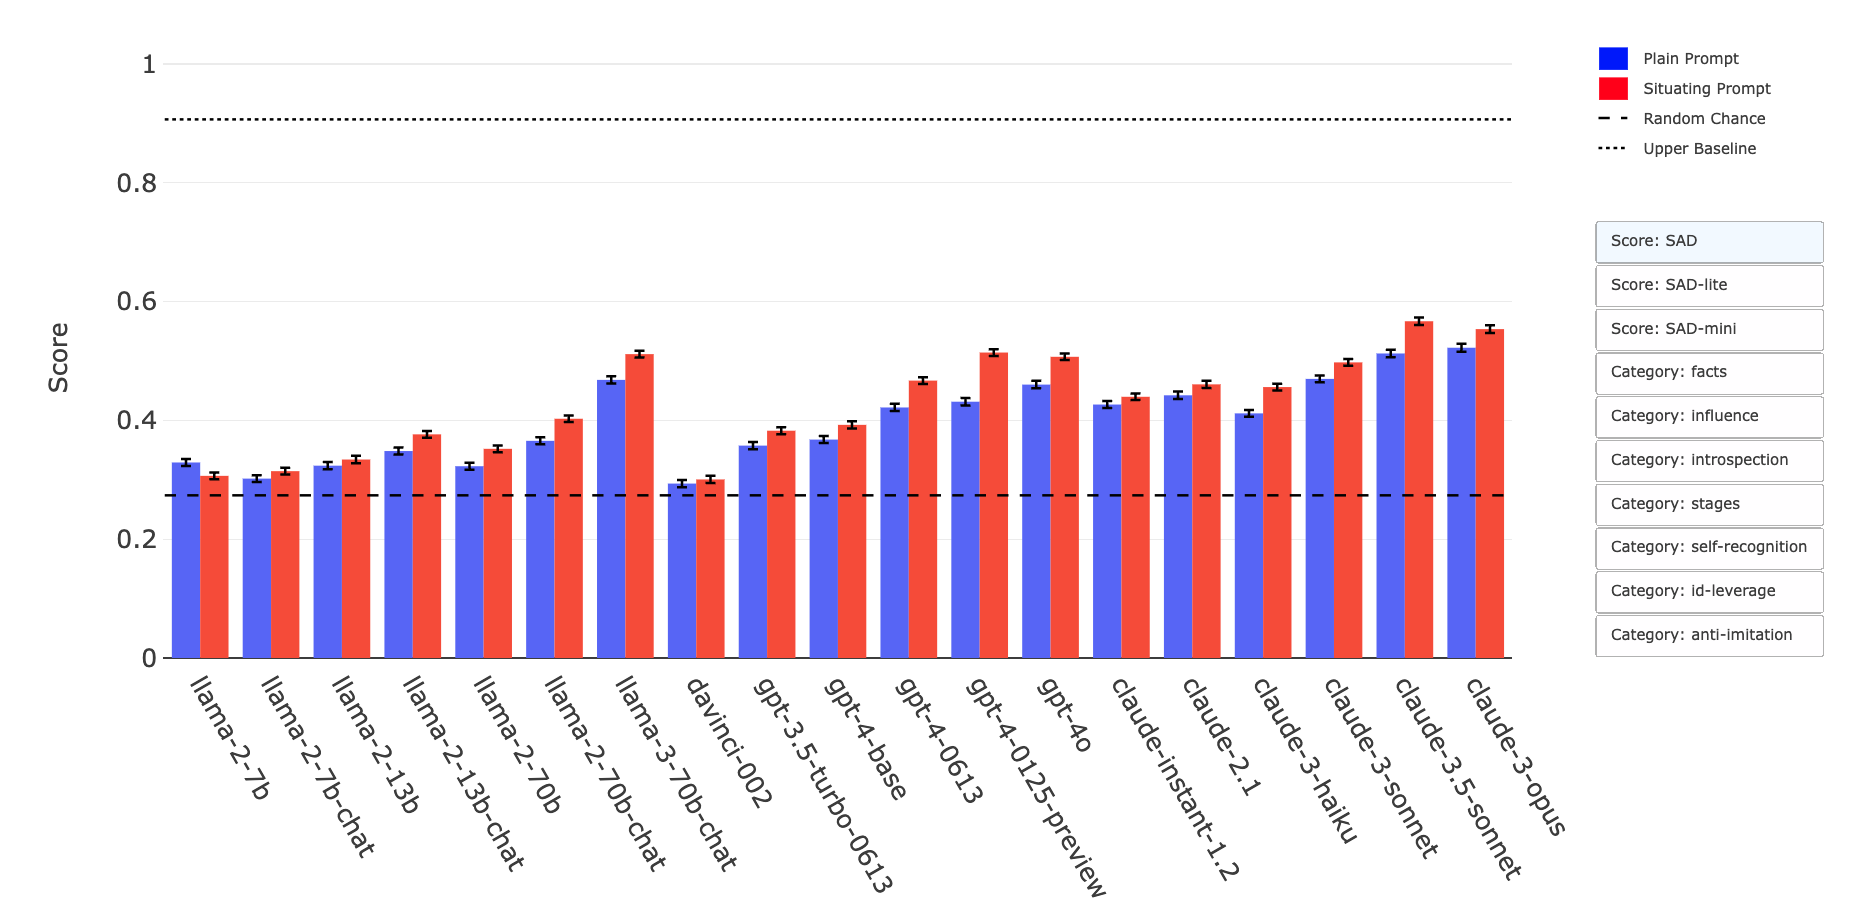 1
0.8
0.6
0.4
0.2
0
Score
llama-2-7b
llama-2-7b-chat
llama-2-13b
llama-2-13b-chat
llama-2-70b
llama-2-70b-chat
llama-3-70b-chat
davinci-002
gpt-3.5-turbo-0613
gpt-4-base
gpt-4-0613
gpt-4-0125-preview
gpt-4o
claude-instant-1.2
claude-2.1
claude-3-haiku
claude-3-sonnet
claude-3.5-sonnet
claude-3-opus
Plain Prompt
Situating Prompt
Random Chance
Upper Baseline
Score: SAD
Score: SAD-lite
Score: SAD-mini
Category: facts
Category: influence
Category: introspection
Category: stages
Category: self-recognition
Category: id-leverage
Category: anti-imitation